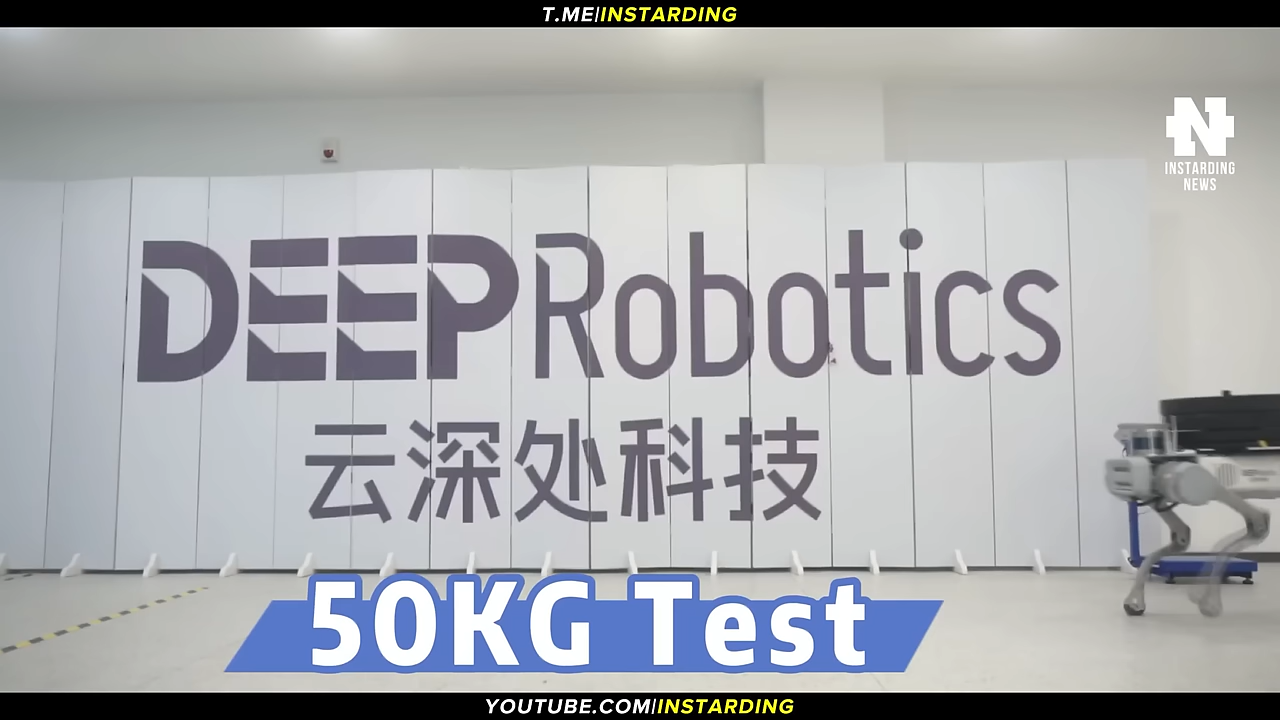 T.ME|INSTARDING
N
INSTARDING
NEWS
DEEPRobotics
云深处科技
50KG Test
YOUTUBE.COM|INSTARDING